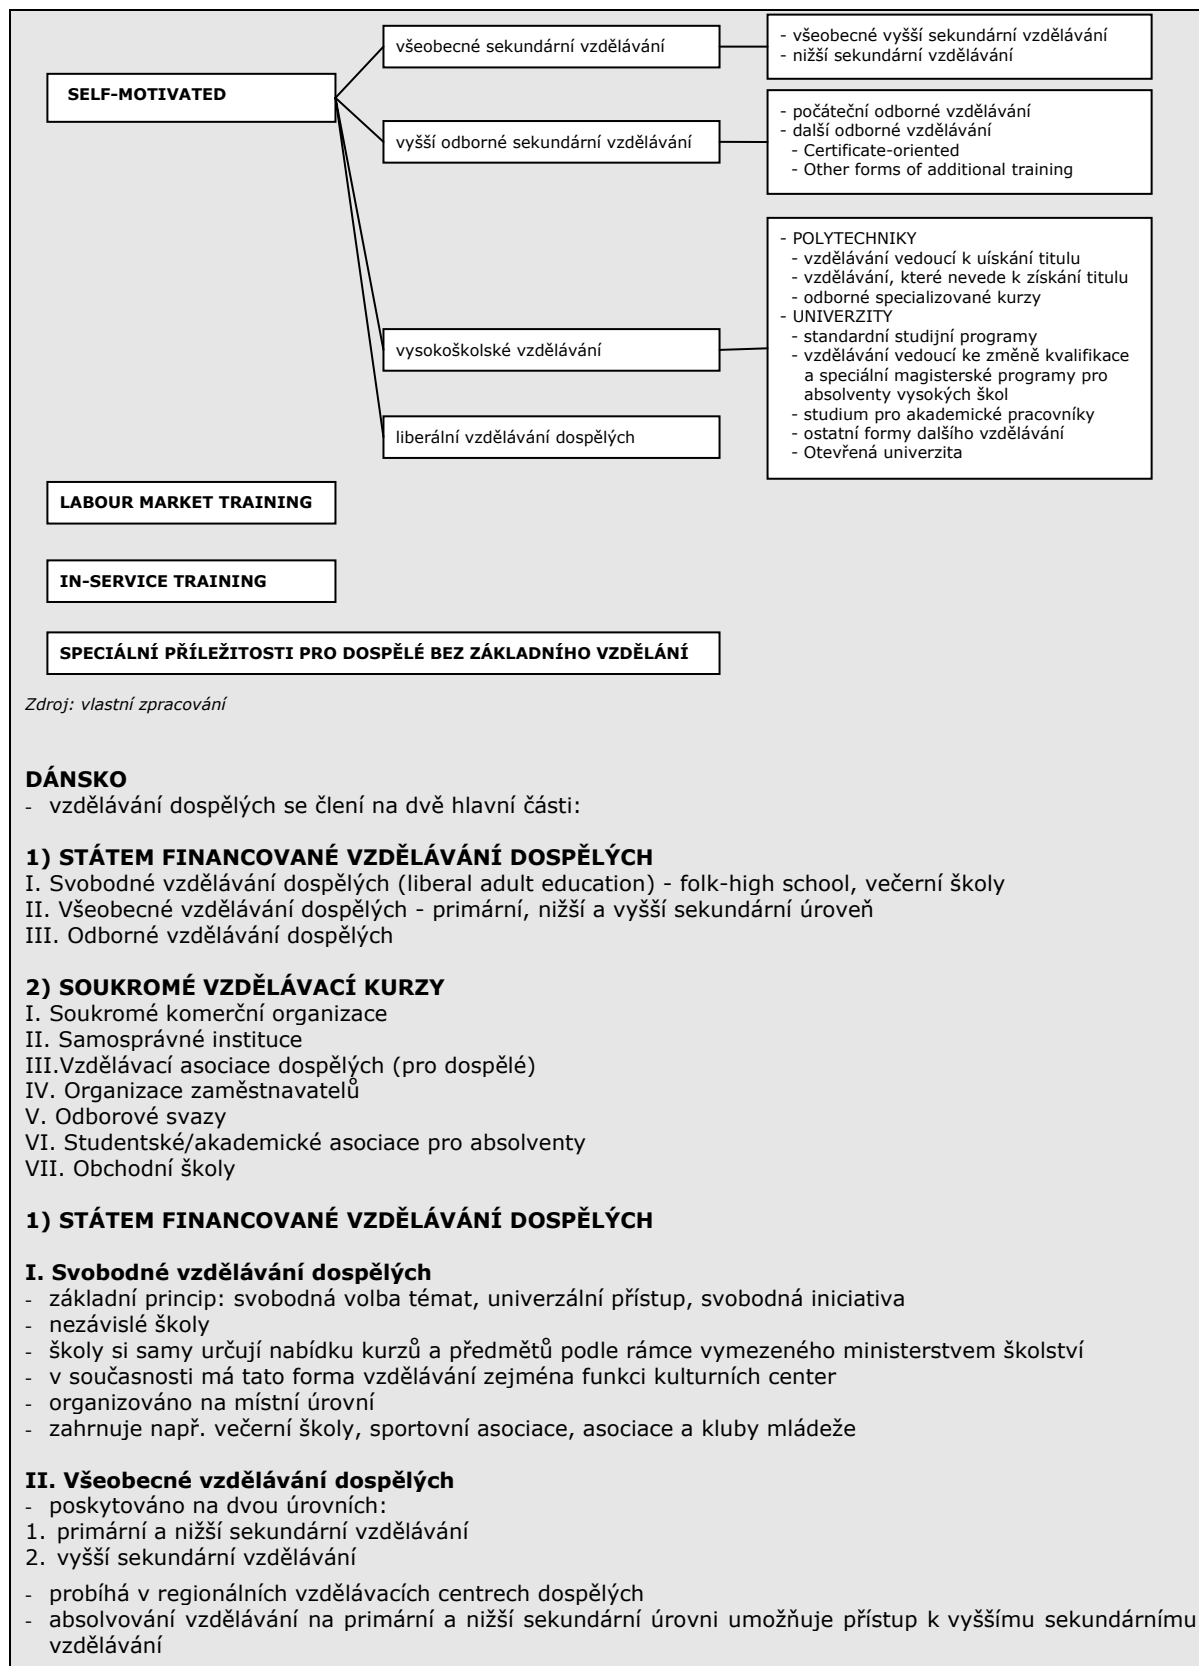 SELF-MOTIVATED
všeobecné sekundární vzdělávání
- všeobecné vyšší sekundární vzdělávání
- nižší sekundární vzdělávání
vyšší odborné sekundární vzdělávání
- počáteční odborné vzdělávání
- další odborné vzdělávání
- Certificate-oriented
- Other forms of additional training
vysokoškolské vzdělávání
- POLYTECHNIKY
- vzdělávání vedoucí k uískání titulu
- vzdělávání, které nevede k získání titulu
- odborné specializované kurzy
- UNIVERZITY
- standardní studijní programy
- vzdělávání vedoucí ke změně kvalifikace
a speciální magisterské programy pro
absolventy vysokých škol
- studium pro akademické pracovníky
- ostatní formy dalšího vzdělávání
- Otevřená univerzita
liberální vzdělávání dospělých
LABOUR MARKET TRAINING
IN-SERVICE TRAINING
SPECIÁLNÍ PŘÍLEŽITOSTI PRO DOSPĚLÉ BEZ ZÁKLADNÍHO VZDĚLÁNÍ
Zdroj: vlastní zpracování
DÁNSKO
- vzdělávání dospělých se člení na dvě hlavní části:
1) STÁTEM FINANCOVANÉ VZDĚLÁVÁNÍ DOSPĚLÝCH
I. Svobodné vzdělávání dospělých (liberal adult education) - folk-high school, večerní školy
II. Všeobecné vzdělávání dospělých - primární, nižší a vyšší sekundární úroveň
III. Odborné vzdělávání dospělých
2) SOUKROMÉ VZDĚLÁVACÍ KURZY
I. Soukromé komerční organizace
II. Samosprávné instituce
III.Vzdělávací asociace dospělých (pro dospělé)
IV. Organizace zaměstnavatelů
V. Odborové svazy
VI. Studentské/akademické asociace pro absolventy
VII. Obchodní školy
1) STÁTEM FINANCOVANÉ VZDĚLÁVÁNÍ DOSPĚLÝCH
I. Svobodné vzdělávání dospělých
- základní princip: svobodná volba témat, univerzální přístup, svobodná iniciativa
- nezávislé školy
- školy si samy určují nabídku kurzů a předmětů podle rámce vymezeného ministerstvem školství
- v současnosti má tato forma vzdělávání zejména funkci kulturních center
- organizováno na místní úrovní
- zahrnuje např. večerní školy, sportovní asociace, asociace a kluby mládeže
II. Všeobecné vzdělávání dospělých
- poskytováno na dvou úrovních:
1. primární a nižší sekundární vzdělávání
2. vyšší sekundární vzdělávání
- probíhá v regionálních vzdělávacích centrech dospělých
- absolvování vzdělávání na primární a nižší sekundární úrovni umožňuje přístup k vyššímu sekundárnímu
vzdělávání